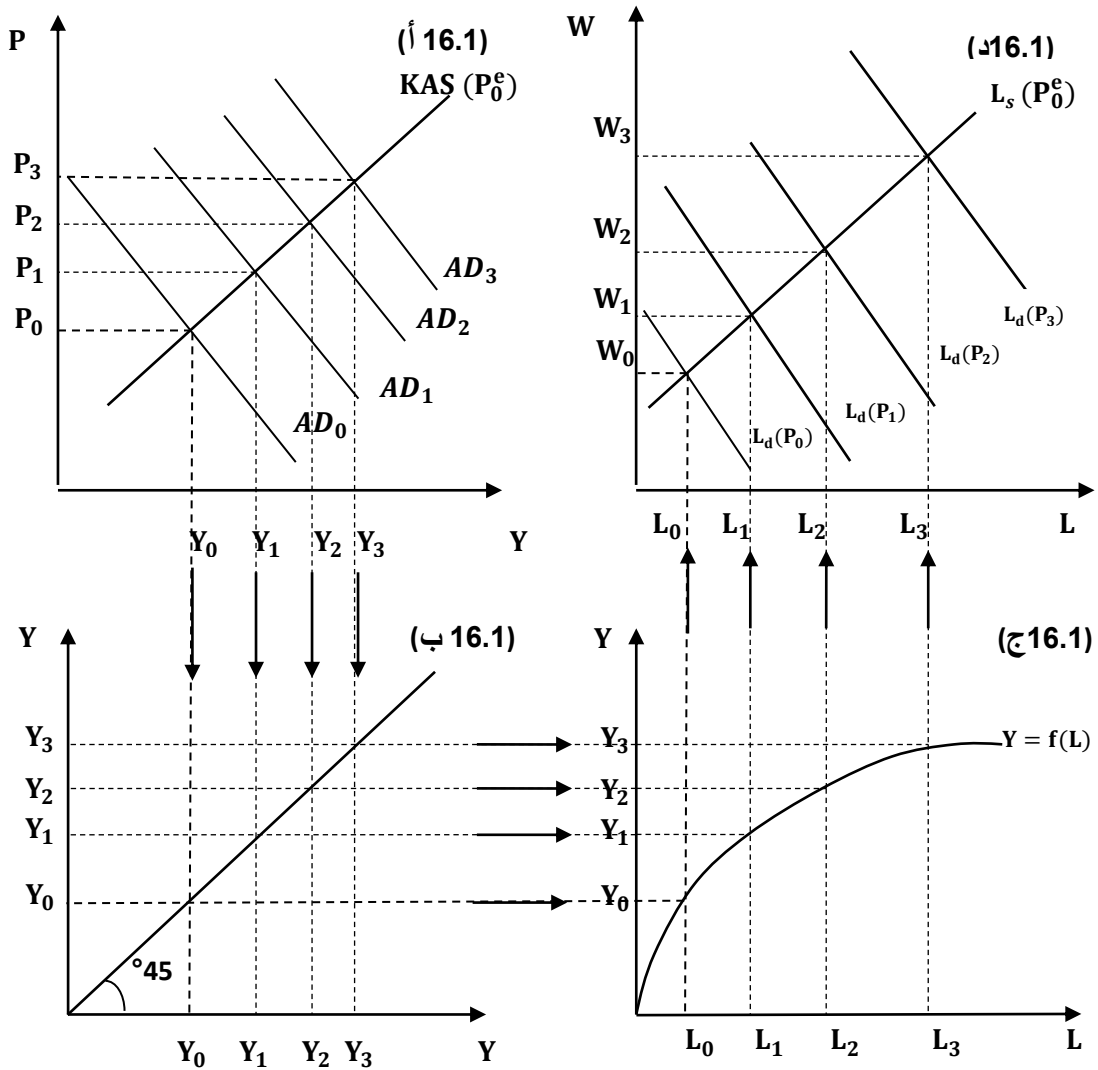 P
(16.1 أ)
KAS (P₀ᵉ)
P₃
P₂
P₁
P₀
AD₃
AD₂
AD₁
AD₀
Y₀ Y₁ Y₂ Y₃ Y
W
(16.1د)
Lₛ (P₀ᵉ)
W₃
W₂
W₁
W₀
L_d(P₃)
L_d(P₂)
L_d(P₁)
L_d(P₀)
L₀ L₁ L₂ L₃ L
Y
(16.1 ب)
Y₃
Y₂
Y₁
Y₀
°45
Y₀ Y₁ Y₂ Y₃ Y
Y
(16.1ج)
Y₃
Y = f(L)
Y₂
Y₁
Y₀
L₀ L₁ L₂ L₃ L